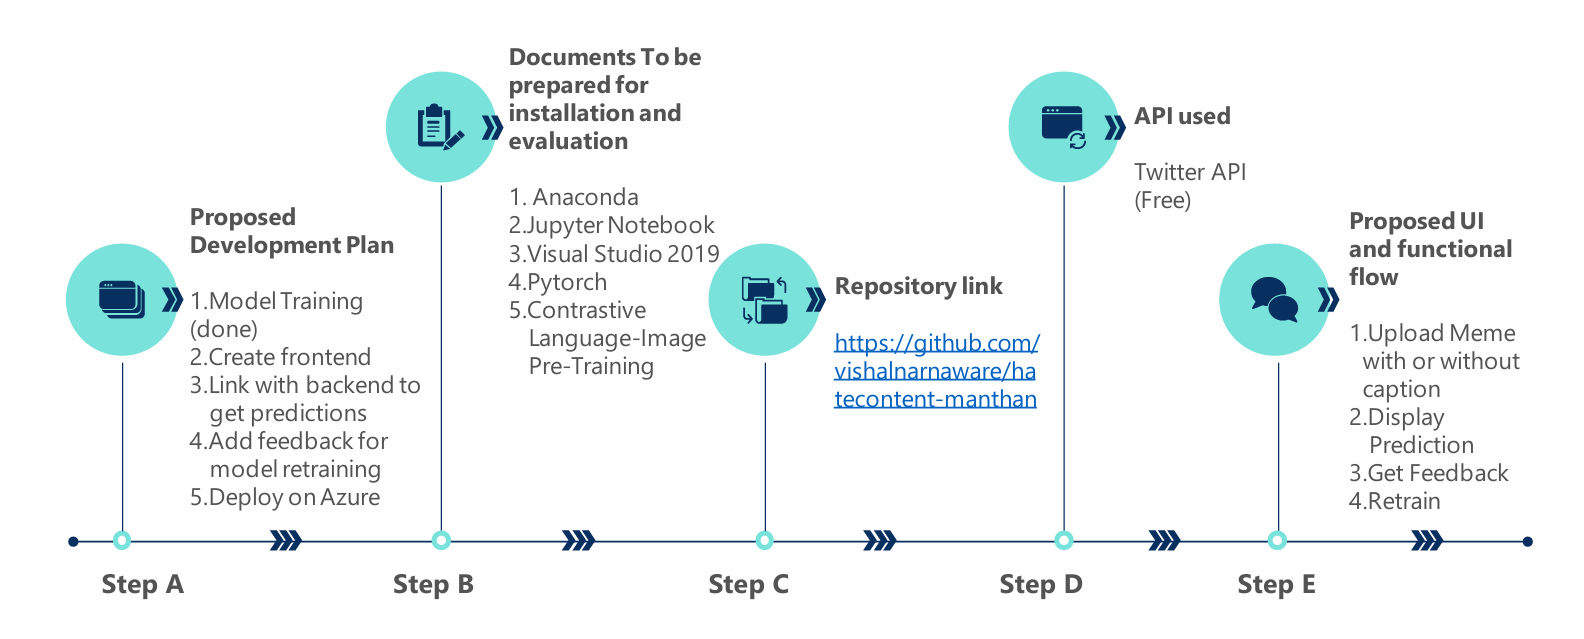 Proposed
Development Plan
1.Model Training
(done)
2.Create frontend
3.Link with backend to
get predictions
4.Add feedback for
model retraining
5.Deploy on Azure
Step A
Documents To be
prepared for
installation and
evaluation
1. Anaconda
2.Jupyter Notebook
3.Visual Studio 2019
4.Pytorch
5.Contrastive
Language-Image
Pre-Training
Step B
Repository link
https://github.com/
vishalnarnaware/ha
tecontent-manthan
Step C
API used
Twitter API
(Free)
Step D
Proposed UI
and functional
flow
1.Upload Meme
with or without
caption
2.Display
Prediction
3.Get Feedback
4.Retrain
Step E